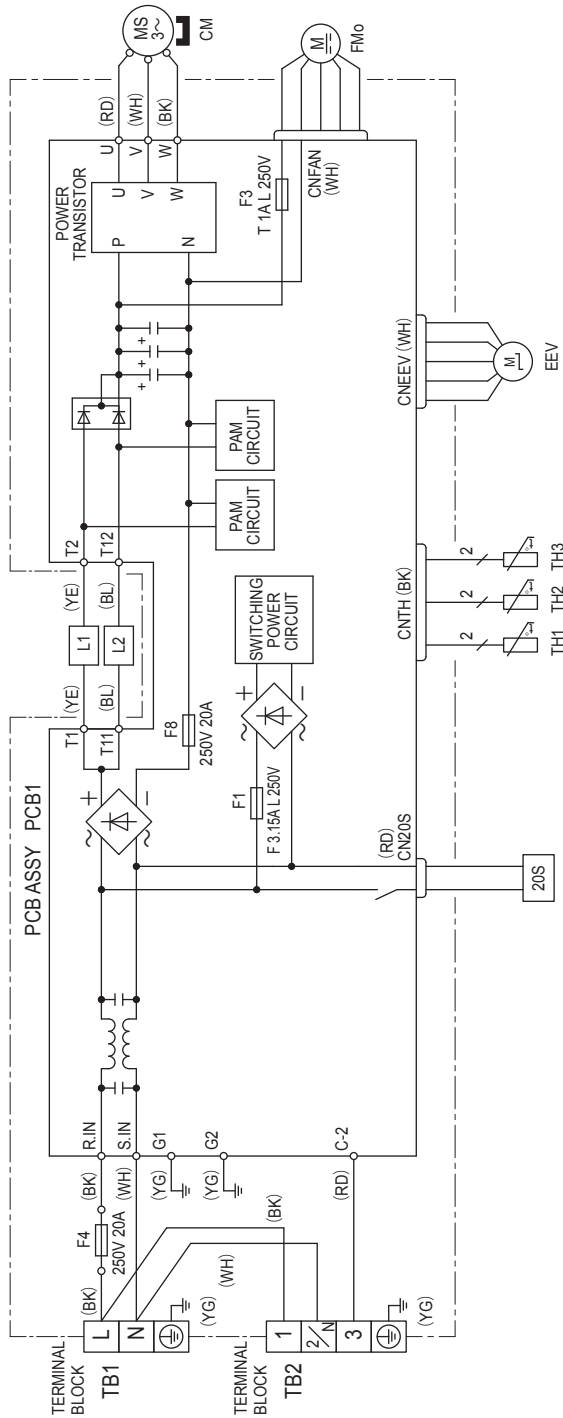 TERMINAL
BLOCK
TB1
L
N
(YG)
(BK)
F4
250V 20A
(BK)
(WH)
R.IN
S.IN
G1
(YG)
G2
(YG)
(BK)
(WH)
TERMINAL
BLOCK
TB2
1
2/N
3
(YG)
(RD)
C-2
PCB ASSY PCB1
~
+
~
−
T1
T11
(YE)
(BL)
L1
L2
(YE)
(BL)
T2
T12
F8
250V 20A
F1
F 3.15A L 250V
~
+
~
−
SWITCHING
POWER
CIRCUIT
PAM
CIRCUIT
PAM
CIRCUIT
+
+
+
POWER
TRANSISTOR
P
N
U
V
W
U
V
W
(RD)
(WH)
(BK)
MS
3~
CM
F3
T 1A L 250V
CNFAN
(WH)
M
FMo
(RD)
CN20S
20S
CNTH (BK)
2
2
2
TH1
TH2
TH3
CNEEV (WH)
M
EEV